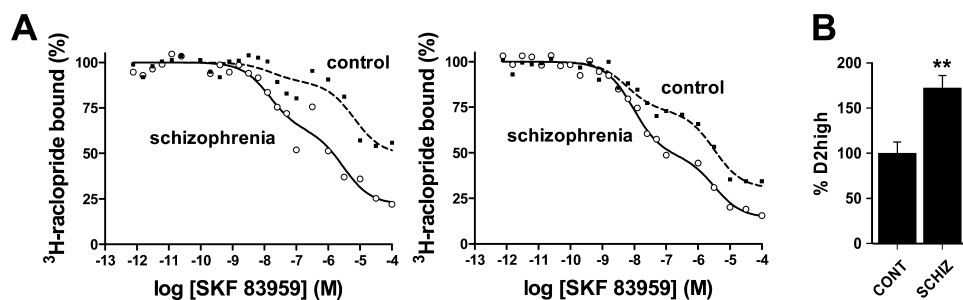 A
B
³H-raclopride bound (%)
100
75
50
25
0
control
schizophrenia
-12 -11 -10 -9 -8 -7 -6 -5 -4
log [SKF 83959] (M)
³H-raclopride bound (%)
100
75
50
25
0
control
schizophrenia
-13 -12 -11 -10 -9 -8 -7 -6 -5 -4
log [SKF 83959] (M)
% D2high
200
150
100
50
0
**
CONT
SCHIZ